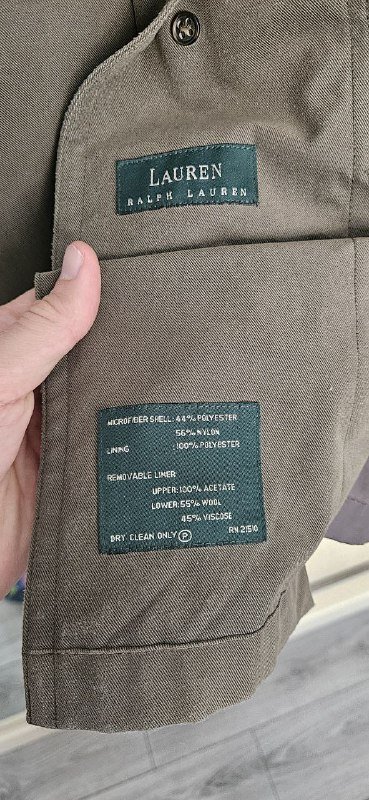 LAUREN
RALPH LAUREN
MICROFIBER SHELL: 44% POLYESTER
56% NYLON
LINING 100% POLYESTER
REMOVABLE LINER
UPPER: 100% ACETATE
LOWER: 55% WOOL
45% VISCOSE
DRY CLEAN ONLY Ⓟ RN 21510